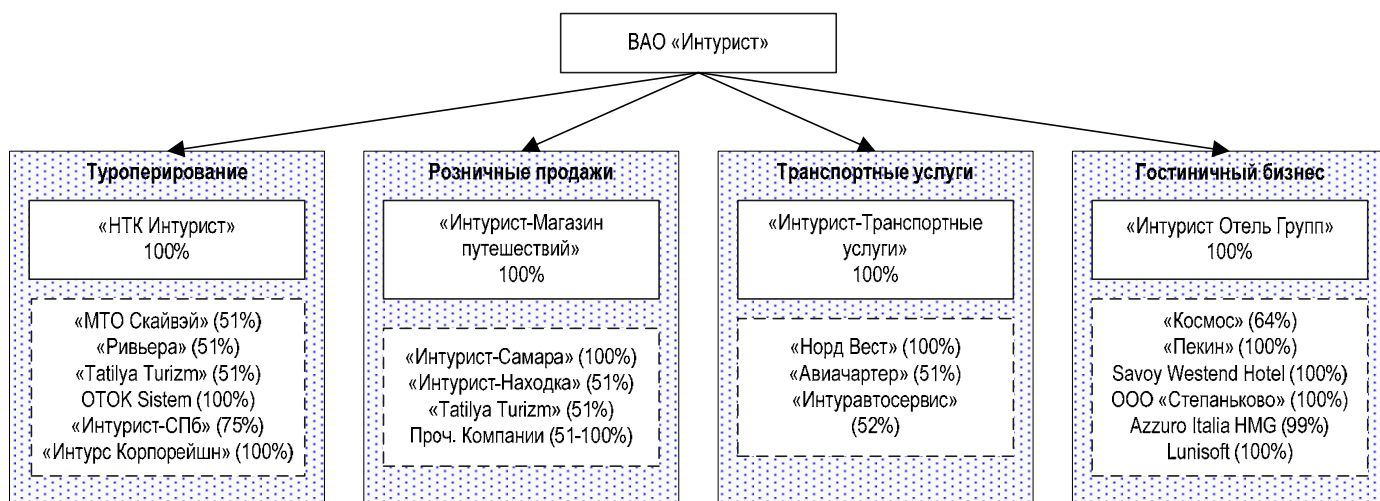 ВАО «Интурист»
Туроперирование
«НТК Интурист»
100%
«МТО Скайвэй» (51%)
«Ривьера» (51%)
«Tatilya Turizm» (51%)
OTOK Sistem (100%)
«Интурист-СПб» (75%)
«Интурс Корпорейшн» (100%)
Розничные продажи
«Интурист-Магазин
путешествий»
100%
«Интурист-Самара» (100%)
«Интурист-Находка» (51%)
«Tatilya Turizm» (51%)
Проч. Компании (51-100%)
Транспортные услуги
«Интурист-Транспортные
услуги»
100%
«Норд Вест» (100%)
«Авиачартер» (51%)
«Интуравтосервис»
(52%)
Гостиничный бизнес
«Интурист Отель Групп»
100%
«Космос» (64%)
«Пекин» (100%)
Savoy Westend Hotel (100%)
ООО «Степаньково» (100%)
Azzuro Italia HMG (99%)
Lunisoft (100%)